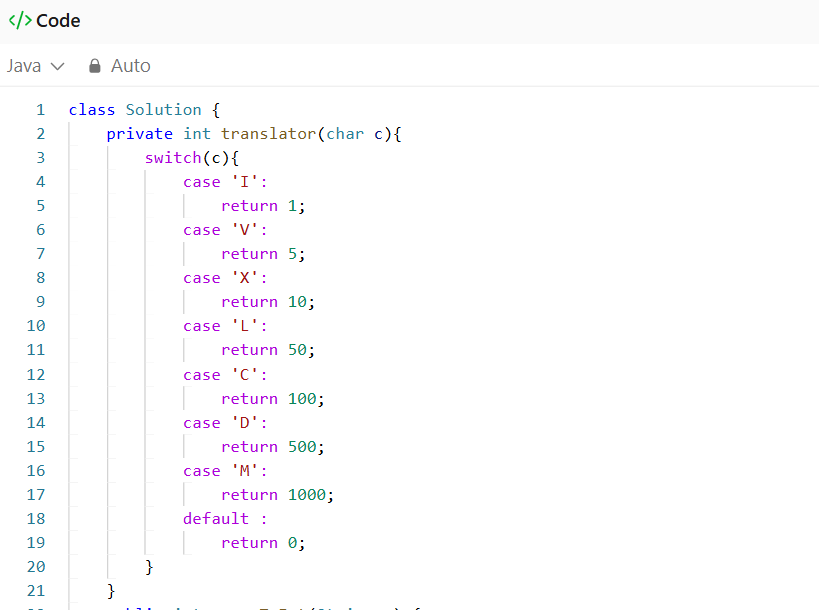 </> Code
Java Auto
1 class Solution {
2 private int translator(char c){
3 switch(c){
4 case 'I':
5 return 1;
6 case 'V':
7 return 5;
8 case 'X':
9 return 10;
10 case 'L':
11 return 50;
12 case 'C':
13 return 100;
14 case 'D':
15 return 500;
16 case 'M':
17 return 1000;
18 default :
19 return 0;
20 }
21 }